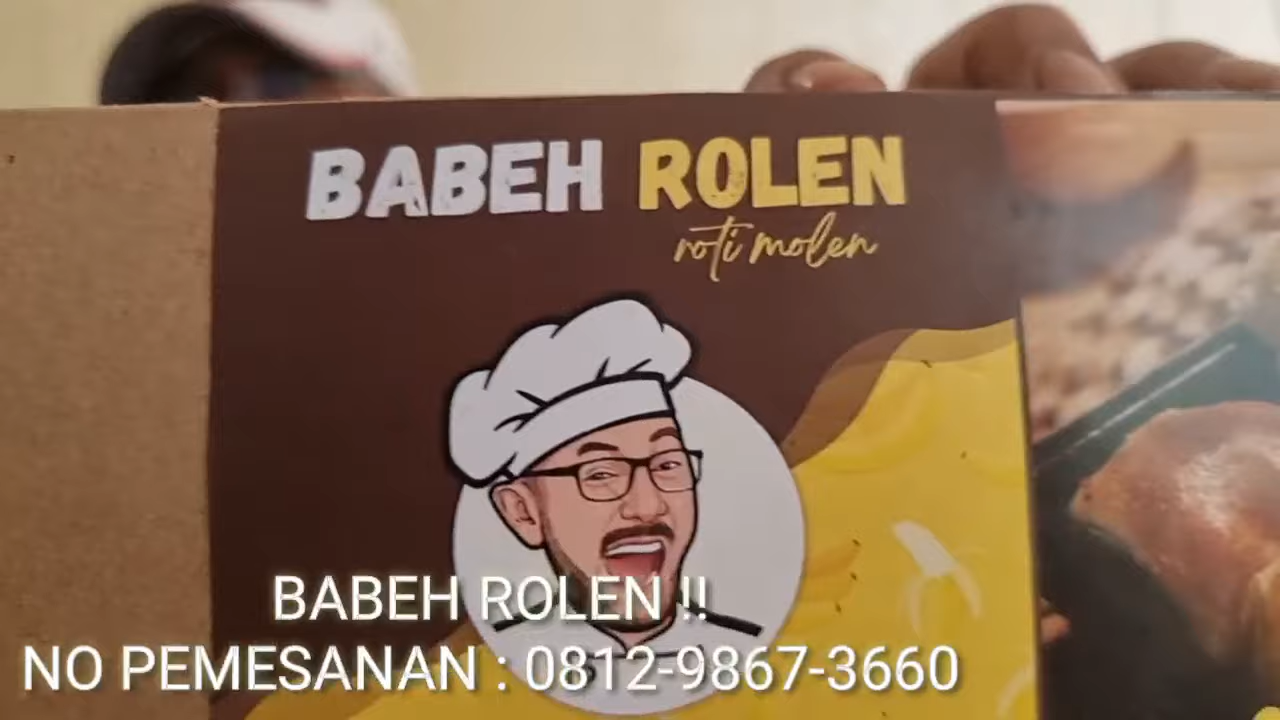 BABEH ROLEN
roti molen
BABEH ROLEN !!
NO PEMESANAN : 0812-9867-3660